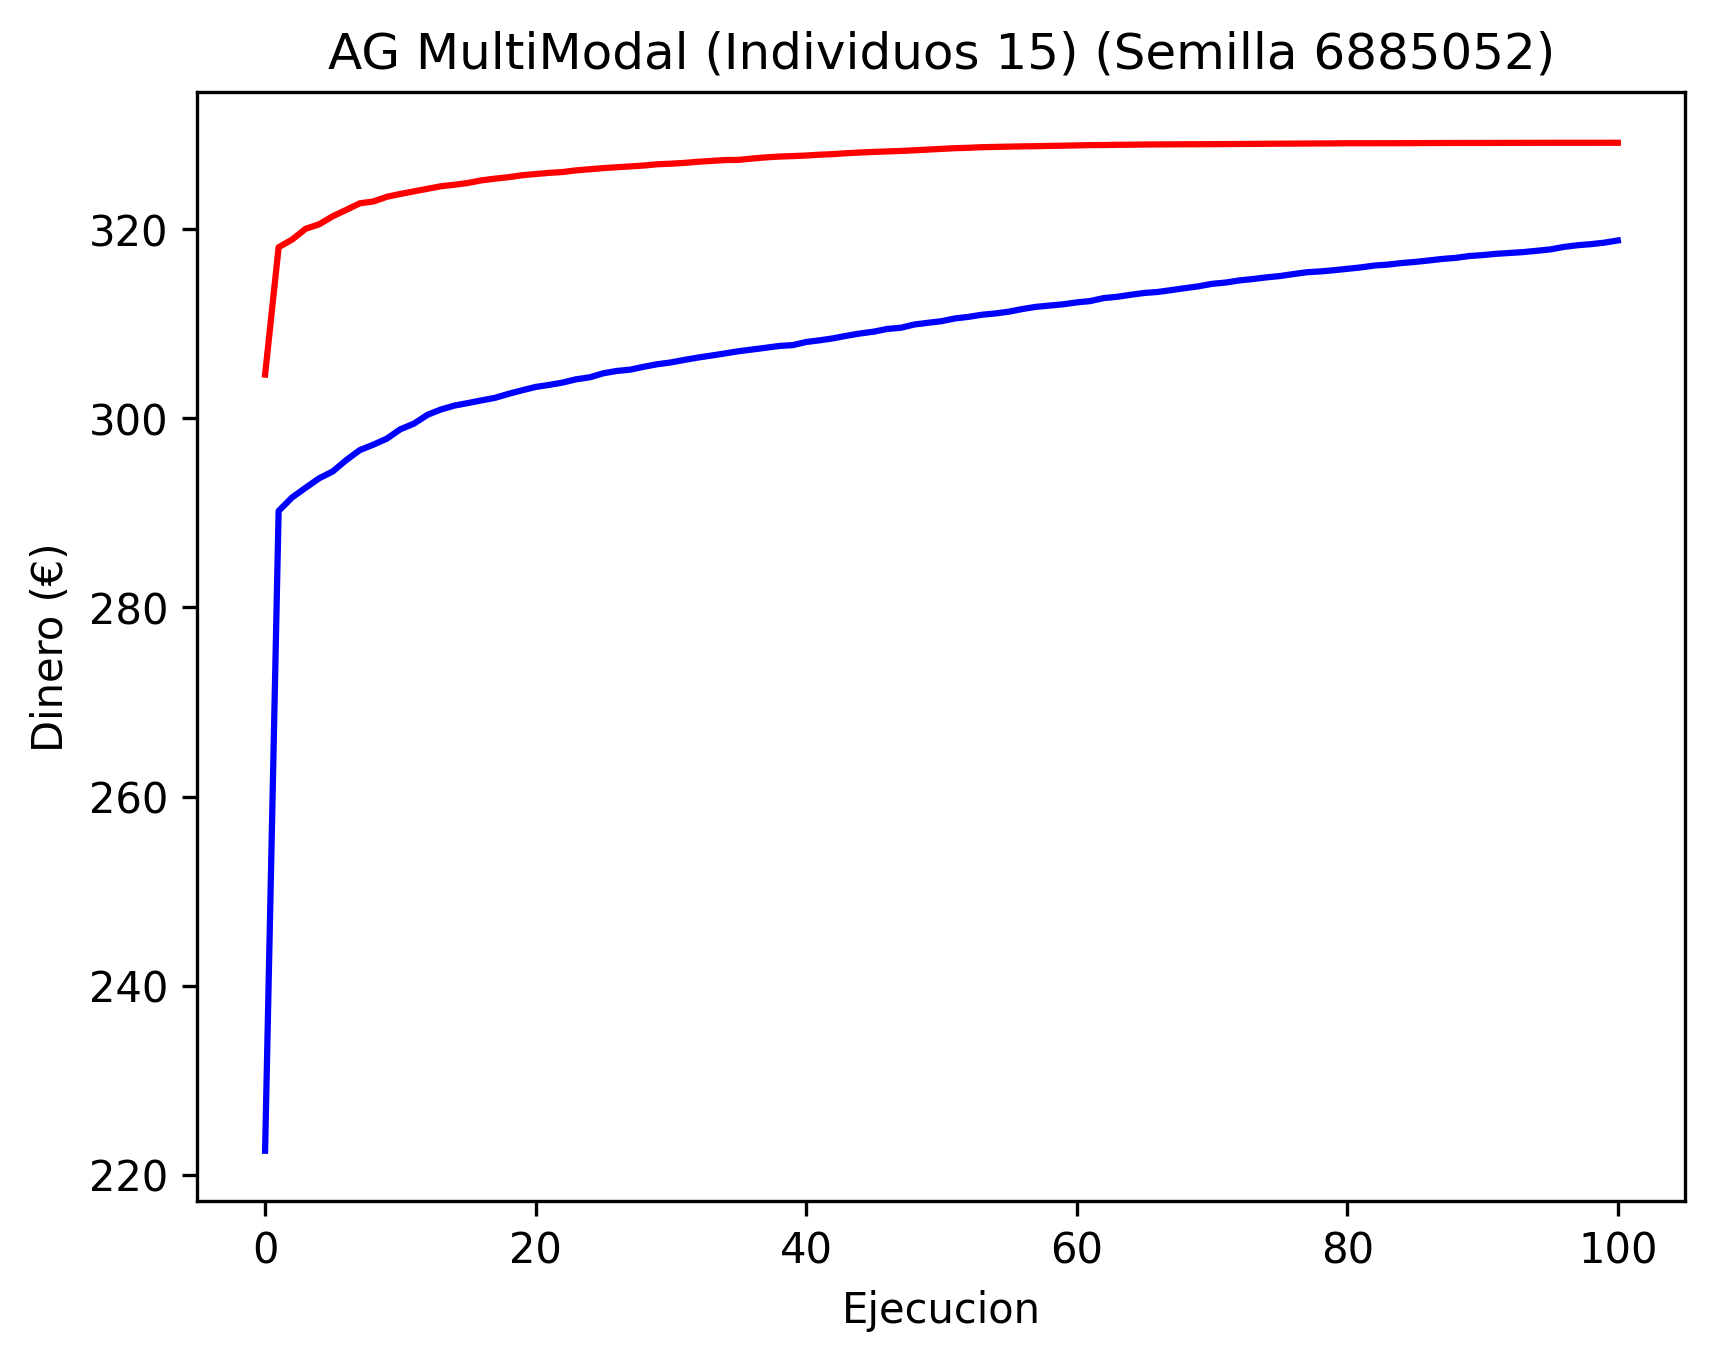 AG MultiModal (Individuos 15) (Semilla 6885052)
Dinero (€)
320
300
280
260
240
220
0 20 40 60 80 100
Ejecucion